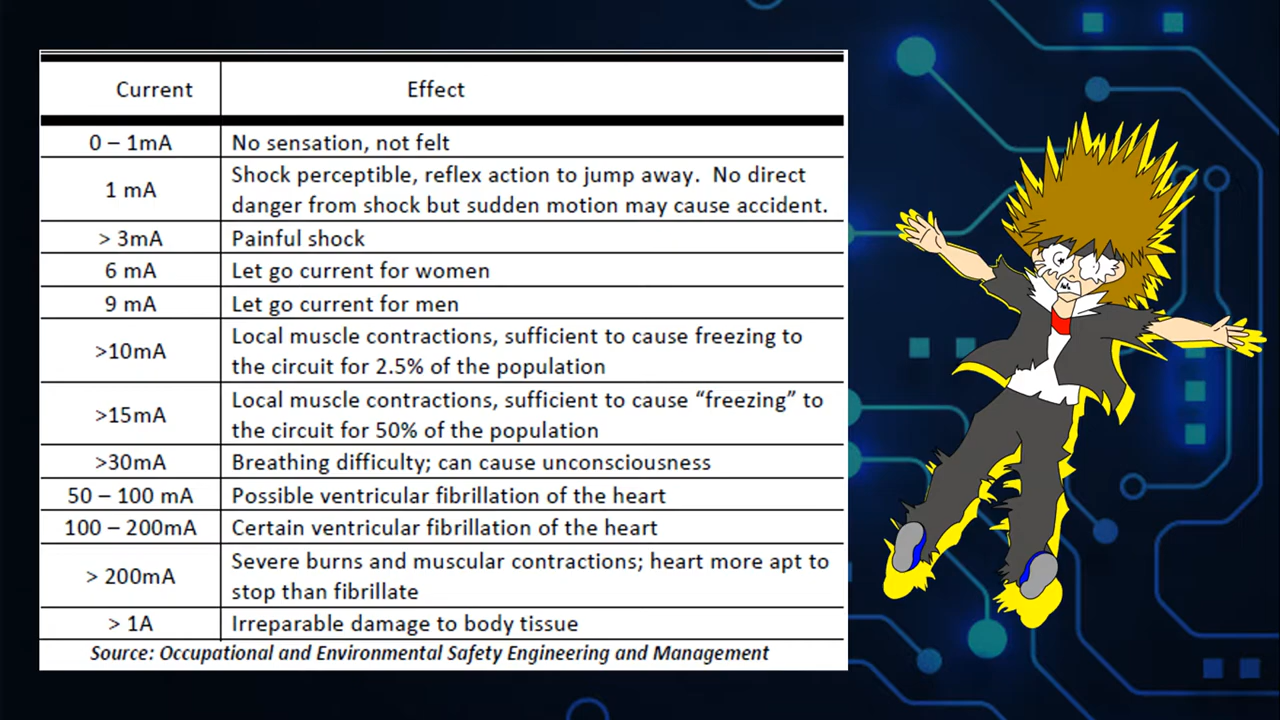 Current Effect
0 – 1mA No sensation, not felt
1 mA Shock perceptible, reflex action to jump away. No direct
danger from shock but sudden motion may cause accident.
> 3mA Painful shock
6 mA Let go current for women
9 mA Let go current for men
>10mA Local muscle contractions, sufficient to cause freezing to
the circuit for 2.5% of the population
>15mA Local muscle contractions, sufficient to cause “freezing” to
the circuit for 50% of the population
>30mA Breathing difficulty; can cause unconsciousness
50 – 100 mA Possible ventricular fibrillation of the heart
100 – 200mA Certain ventricular fibrillation of the heart
> 200mA Severe burns and muscular contractions; heart more apt to
stop than fibrillate
> 1A Irreparable damage to body tissue
Source: Occupational and Environmental Safety Engineering and Management